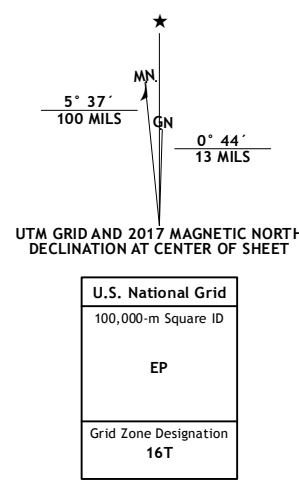 MN
GN
5° 37´
100 MILS
0° 44´
13 MILS
UTM GRID AND 2017 MAGNETIC NORTH
DECLINATION AT CENTER OF SHEET
U.S. National Grid
100,000-m Square ID
EP
Grid Zone Designation
16T